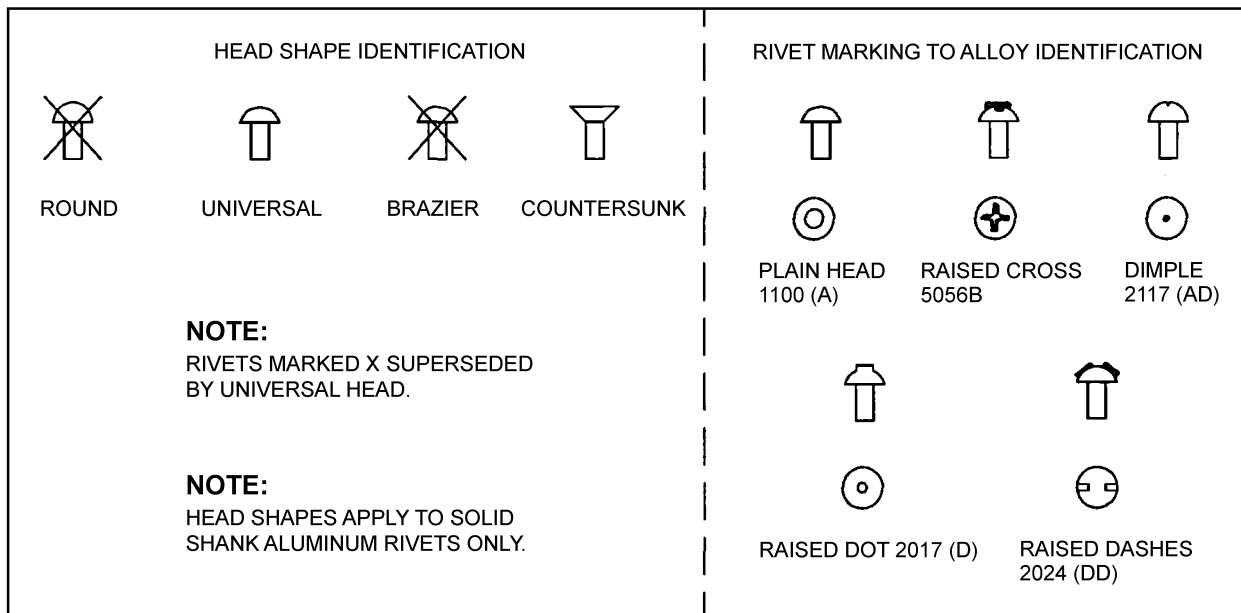 HEAD SHAPE IDENTIFICATION
ROUND
UNIVERSAL
BRAZIER
COUNTERSUNK
NOTE:
RIVETS MARKED X SUPERSEDED
BY UNIVERSAL HEAD.
NOTE:
HEAD SHAPES APPLY TO SOLID
SHANK ALUMINUM RIVETS ONLY.
RIVET MARKING TO ALLOY IDENTIFICATION
PLAIN HEAD
1100 (A)
RAISED CROSS
5056B
DIMPLE
2117 (AD)
RAISED DOT 2017 (D)
RAISED DASHES
2024 (DD)